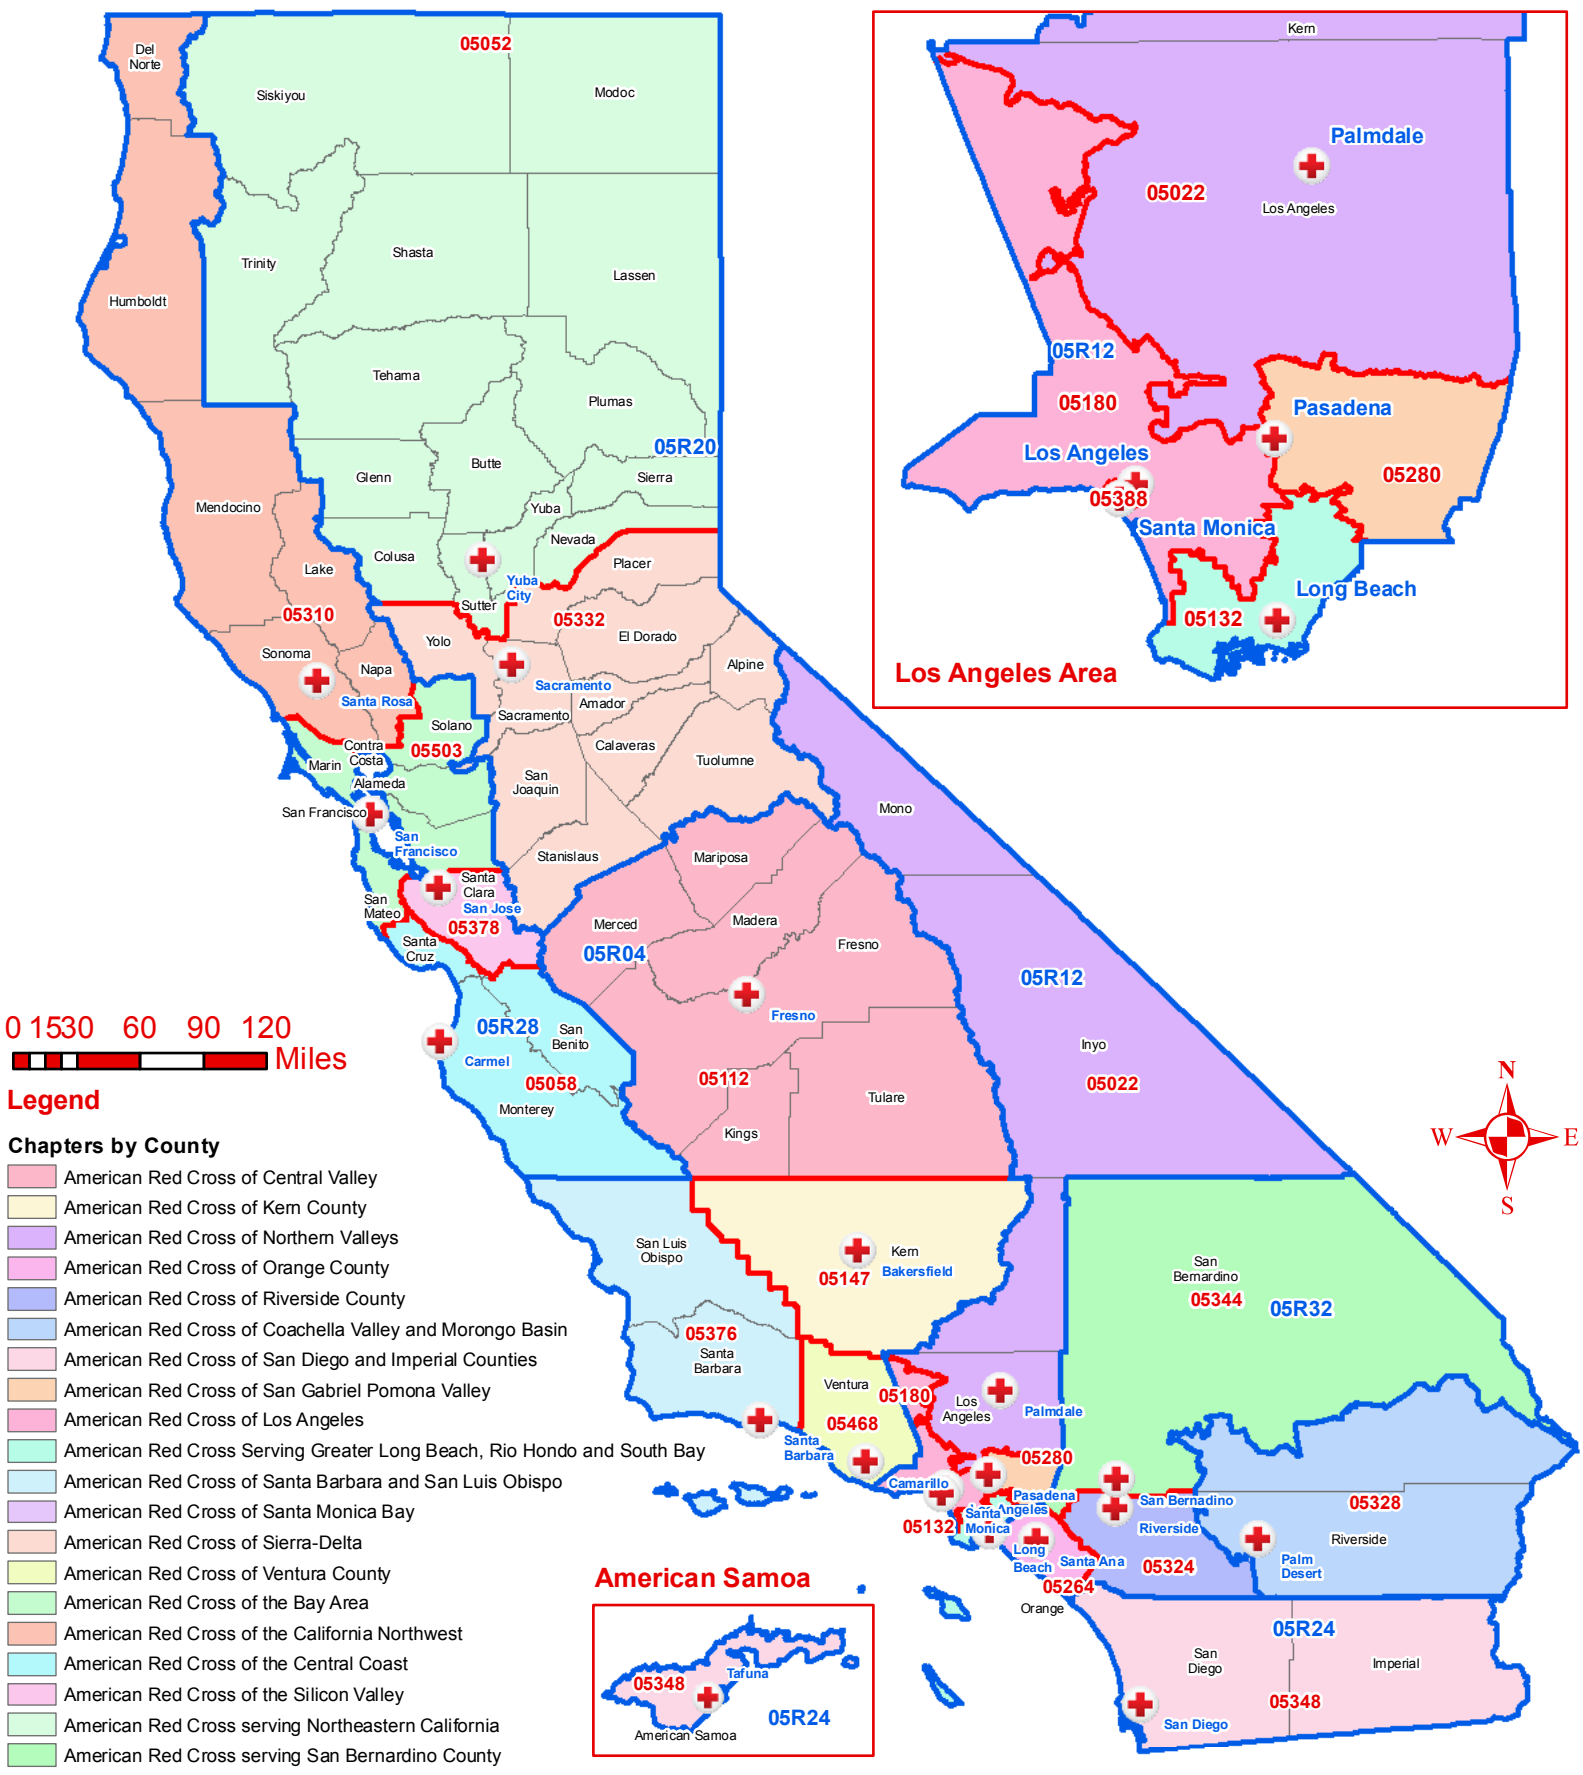 Del
Norte
05052
Siskiyou
Modoc
Trinity
Shasta
Lassen
Humboldt
Tehama
Plumas
05R20
Glenn
Butte
Sierra
Mendocino
Yuba
Nevada
Colusa
Placer
Lake
Yuba
City
Sutter
05310
05332
Yolo
El Dorado
Sonoma
Napa
Alpine
Santa Rosa
Sacramento
Amador
Sacramento
Solano
05503
Contra
Costa
Calaveras
Tuolumne
Marin
Alameda
San
Joaquin
San Francisco
Mono
San
Francisco
Stanislaus
Mariposa
Santa
Clara
San Jose
San
Mateo
05378
Merced
Madera
Santa
Cruz
05R04
Fresno
05R12
Fresno
05R28
San
Benito
Carmel
Inyo
05058
05112
05022
Monterey
Tulare
Kings
San Luis
Obispo
Kern
Bakersfield
05147
San
Bernardino
05344
05R32
05376
Santa
Barbara
Ventura
05180
Los
Angeles
Palmdale
05468
Santa
Barbara
05280
Camarillo
Pasadena
Los Angeles
San Bernadino
05328
05132
Santa
Monica
Riverside
Riverside
Long
Beach
Santa Ana
05324
Palm
Desert
05264
Orange
05R24
San
Diego
Imperial
05348
San Diego
Kern
Palmdale
05022
Los Angeles
05R12
05180
Pasadena
Los Angeles
05280
05388
Santa Monica
Long Beach
05132
Los Angeles Area
0 15 30 60 90 120
Miles
N
W E
S
Legend
Chapters by County
American Red Cross of Central Valley
American Red Cross of Kern County
American Red Cross of Northern Valleys
American Red Cross of Orange County
American Red Cross of Riverside County
American Red Cross of Coachella Valley and Morongo Basin
American Red Cross of San Diego and Imperial Counties
American Red Cross of San Gabriel Pomona Valley
American Red Cross of Los Angeles
American Red Cross Serving Greater Long Beach, Rio Hondo and South Bay
American Red Cross of Santa Barbara and San Luis Obispo
American Red Cross of Santa Monica Bay
American Red Cross of Sierra-Delta
American Red Cross of Ventura County
American Red Cross of the Bay Area
American Red Cross of the California Northwest
American Red Cross of the Central Coast
American Red Cross of the Silicon Valley
American Red Cross serving Northeastern California
American Red Cross serving San Bernardino County
American Samoa
05348
Tafuna
05R24
American Samoa